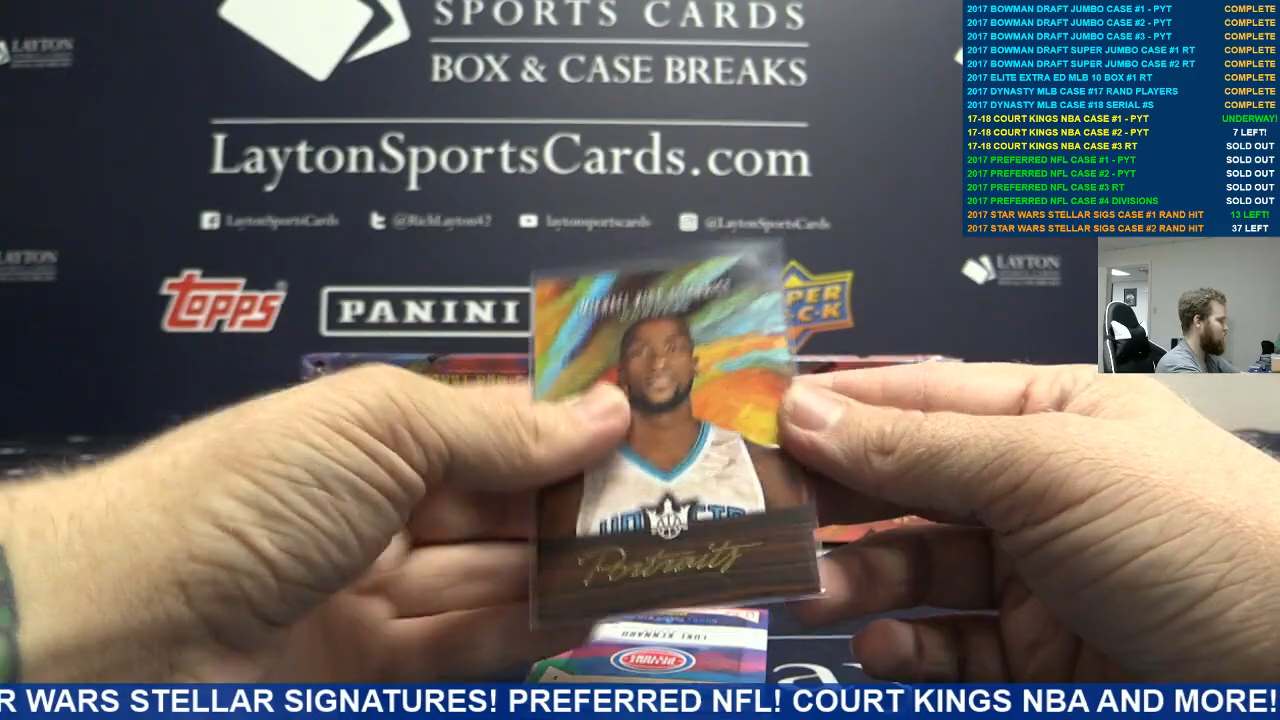 SPORTS CARDS
BOX & CASE BREAKS
LaytonSportsCards.com
LaytonSportsCards
@RichLayton42
laytonsportscards
@LaytonSportsCards
LAYTON
LAYTON
TOPPS
PANINI
Portraits
LUKE KENNARD
PISTONS
2017 BOWMAN DRAFT JUMBO CASE #1 - PYT COMPLETE
2017 BOWMAN DRAFT JUMBO CASE #2 - PYT COMPLETE
2017 BOWMAN DRAFT JUMBO CASE #3 - PYT COMPLETE
2017 BOWMAN DRAFT SUPER JUMBO CASE #1 RT COMPLETE
2017 BOWMAN DRAFT SUPER JUMBO CASE #2 RT COMPLETE
2017 ELITE EXTRA ED MLB 10 BOX #1 RT COMPLETE
2017 DYNASTY MLB CASE #17 RAND PLAYERS COMPLETE
2017 DYNASTY MLB CASE #18 SERIAL #S COMPLETE
17-18 COURT KINGS NBA CASE #1 - PYT UNDERWAY!
17-18 COURT KINGS NBA CASE #2 - PYT 7 LEFT!
17-18 COURT KINGS NBA CASE #3 RT SOLD OUT
2017 PREFERRED NFL CASE #1 - PYT SOLD OUT
2017 PREFERRED NFL CASE #2 - PYT SOLD OUT
2017 PREFERRED NFL CASE #3 RT SOLD OUT
2017 PREFERRED NFL CASE #4 DIVISIONS SOLD OUT
2017 STAR WARS STELLAR SIGS CASE #1 RAND HIT 13 LEFT!
2017 STAR WARS STELLAR SIGS CASE #2 RAND HIT 37 LEFT
R WARS STELLAR SIGNATURES! PREFERRED NFL! COURT KINGS NBA AND MORE!